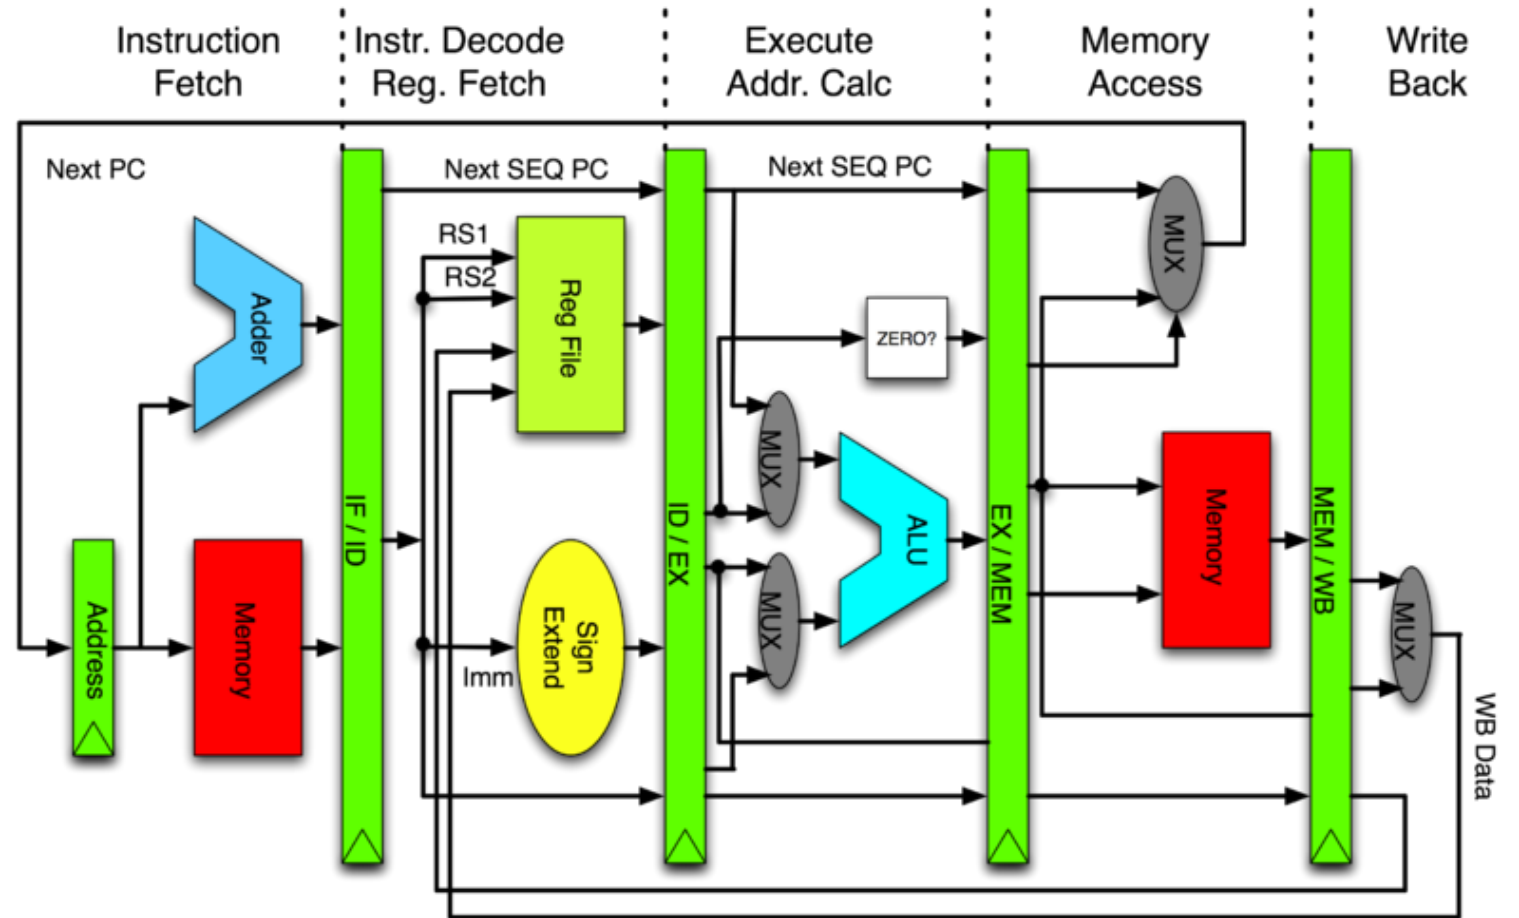 Instruction
Fetch
Instr. Decode
Reg. Fetch
Execute
Addr. Calc
Memory
Access
Write
Back
Next PC
Next SEQ PC
Next SEQ PC
RS1
RS2
MUX
Adder
Reg File
ZERO?
MUX
ALU
IF / ID
ID / EX
EX / MEM
Memory
MEM / WB
Address
Memory
Sign
Extend
Imm
MUX
MUX
WB Data